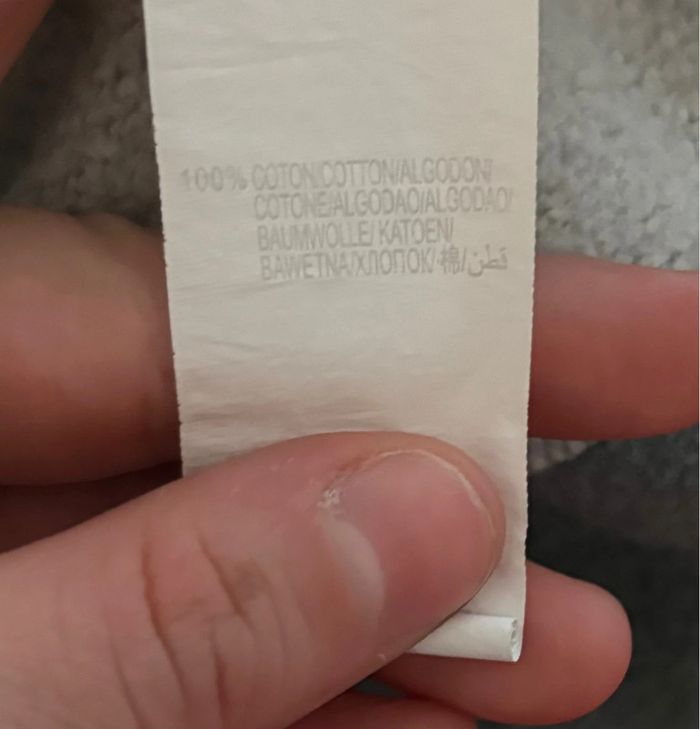 100% COTON/COTTON/ALGODON/
COTONE/ALGODAO/ALGODAO/
BAUMWOLLE/ KATOEN/
BAWETNA/ХЛОПОК/ 棉/قطن